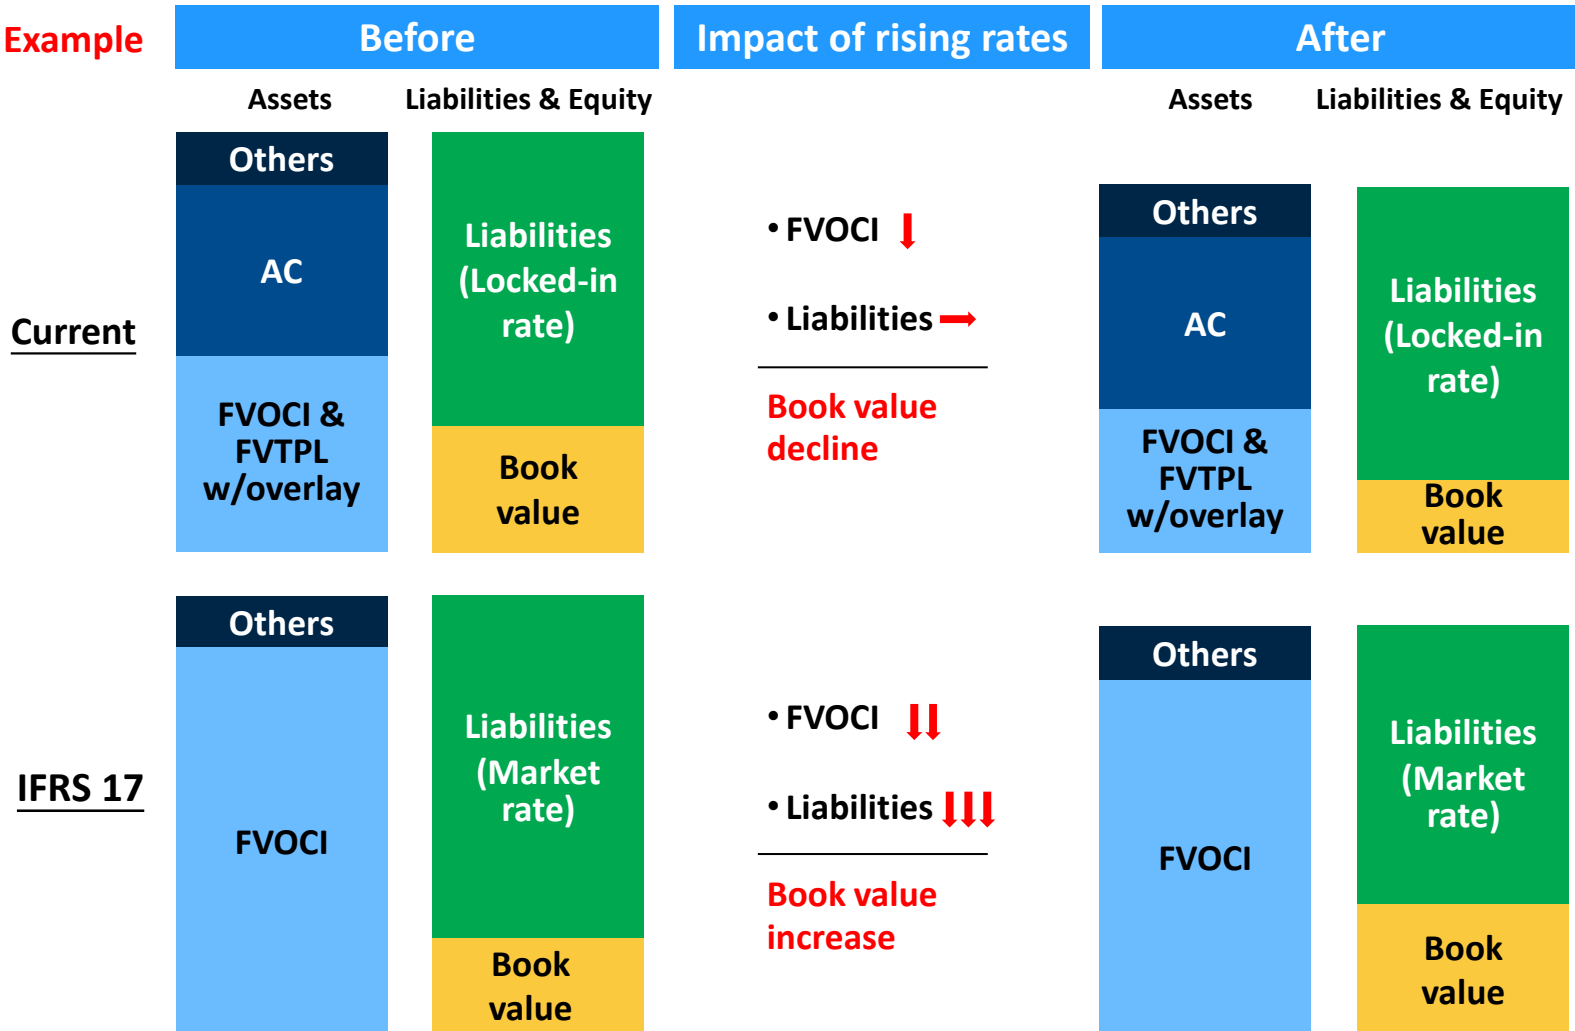 Example
Before
Impact of rising rates
After
Assets
Liabilities & Equity
Assets
Liabilities & Equity
Current
Others
AC
FVOCI &
FVTPL
w/overlay
Liabilities
(Locked-in
rate)
Book
value
• FVOCI
• Liabilities
Book value
decline
Others
AC
FVOCI &
FVTPL
w/overlay
Liabilities
(Locked-in
rate)
Book
value
IFRS 17
Others
FVOCI
Liabilities
(Market
rate)
Book
value
• FVOCI
• Liabilities
Book value
increase
Others
FVOCI
Liabilities
(Market
rate)
Book
value